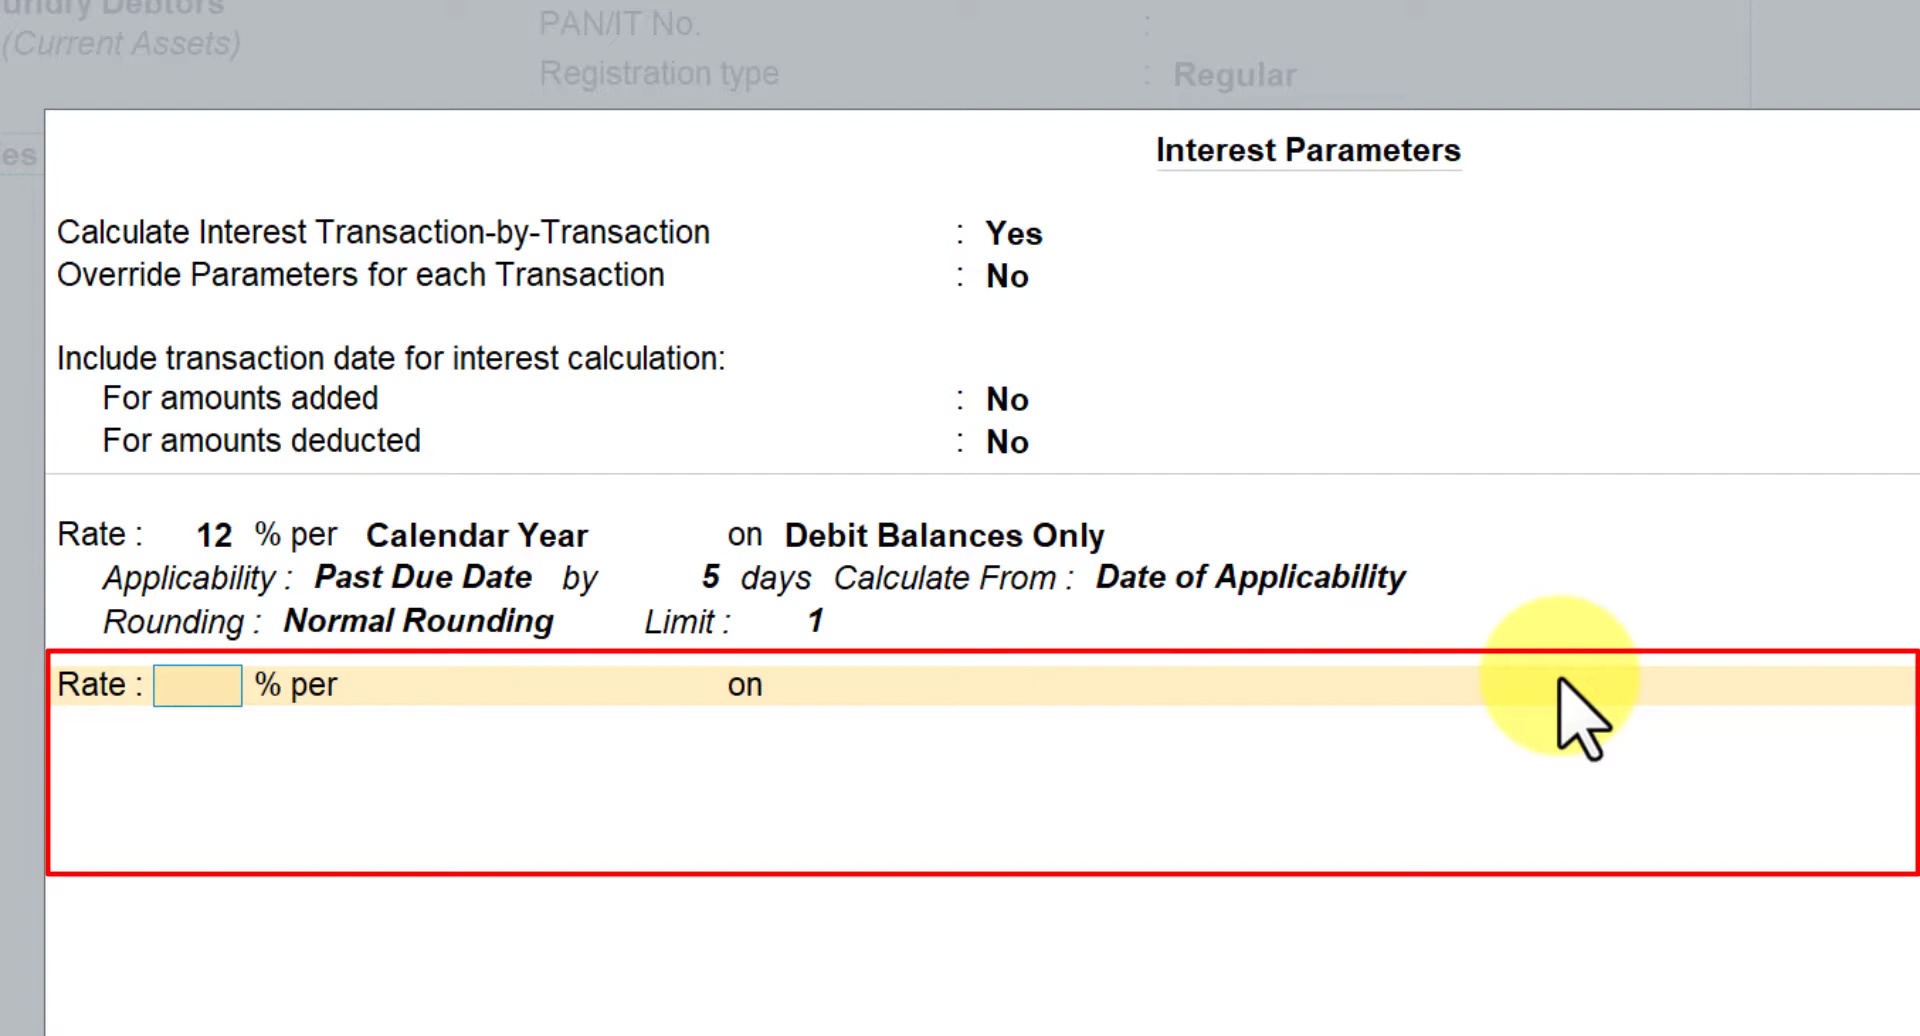 Debtors
(Current Assets)
PAN/IT No. :
Registration type : Regular
Interest Parameters
Calculate Interest Transaction-by-Transaction : Yes
Override Parameters for each Transaction : No
Include transaction date for interest calculation:
For amounts added : No
For amounts deducted : No
Rate : 12 % per Calendar Year on Debit Balances Only
Applicability : Past Due Date by 5 days Calculate From : Date of Applicability
Rounding : Normal Rounding Limit : 1
Rate : % per on